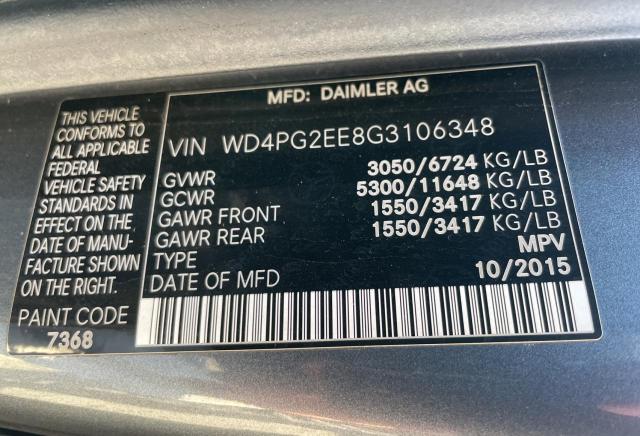 MFD: DAIMLER AG
THIS VEHICLE
CONFORMS TO
ALL APPLICABLE
FEDERAL
VEHICLE SAFETY
STANDARDS IN
EFFECT ON THE
DATE OF MANU-
FACTURE SHOWN
ON THE RIGHT.
PAINT CODE
7368
VIN WD4PG2EE8G3106348
GVWR 3050/6724 KG/LB
GCWR 5300/11648 KG/LB
GAWR FRONT 1550/3417 KG/LB
GAWR REAR 1550/3417 KG/LB
TYPE MPV
DATE OF MFD 10/2015